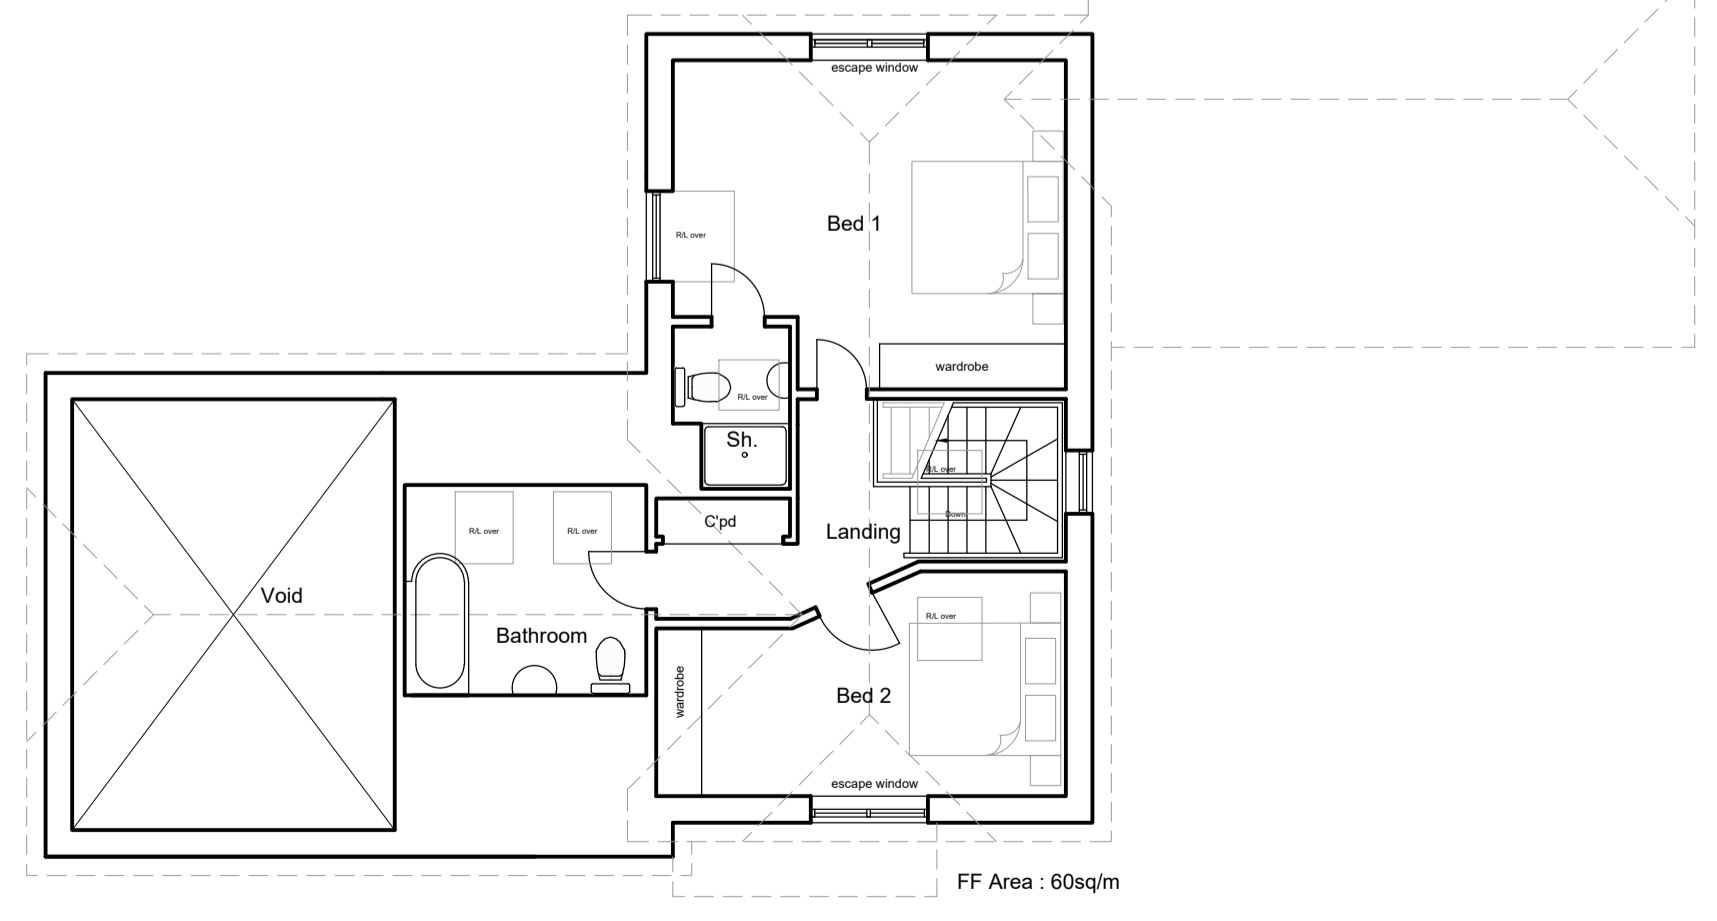 escape window
Bed 1
R/L over
wardrobe
R/L over
Sh.
R/L over
C'pd
Down
Landing
R/L over
R/L over
Void
R/L over
Bathroom
wardrobe
Bed 2
escape window
FF Area : 60sq/m